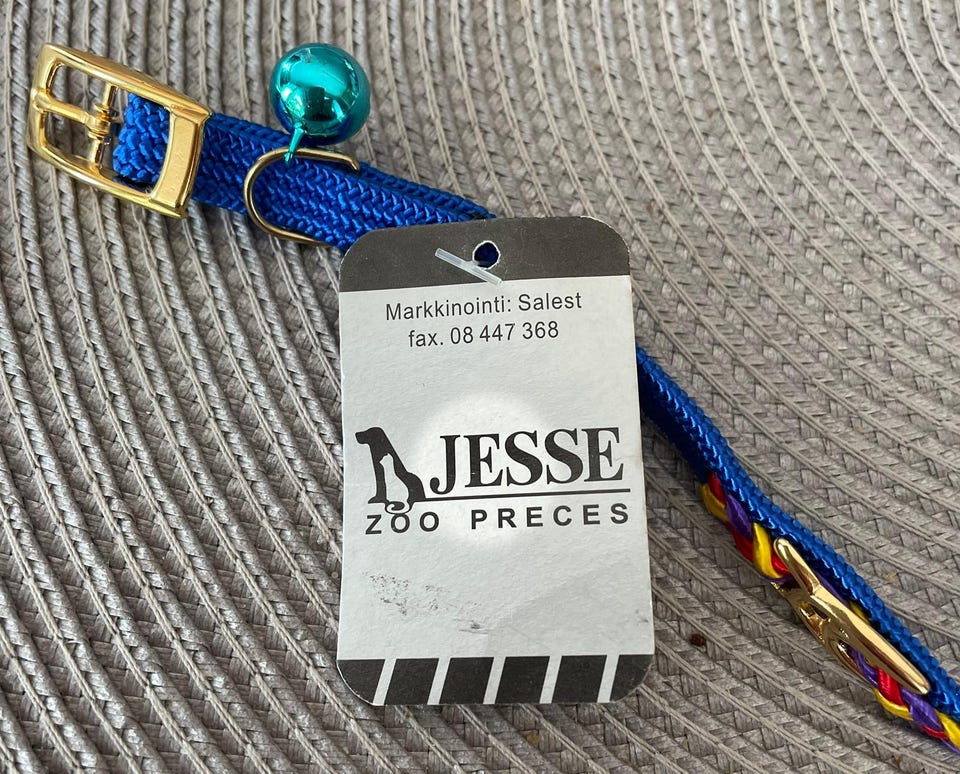 Markkinointi: Salest
fax. 08 447 368
JESSE
ZOO PRECES